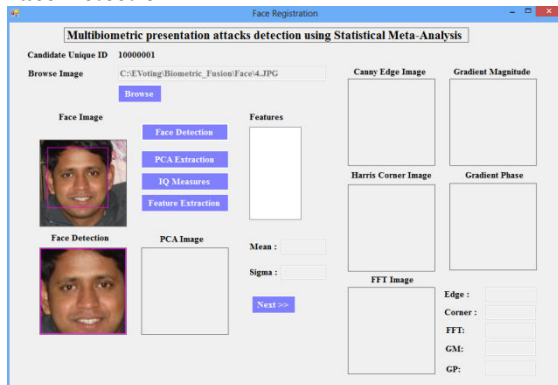 Face Registration
Multibiometric presentation attacks detection using Statistical Meta-Analysis
Candidate Unique ID 10000001
Browse Image C:\EVoting\Biometric_Fusion\Face\4.JPG
Browse
Canny Edge Image Gradient Magnitude
Face Image Features
Face Detection
PCA Extraction
IQ Measures
Feature Extraction
Harris Corner Image Gradient Phase
Face Detection PCA Image
Mean :
Sigma :
FFT Image
Next >>
Edge :
Corner :
FFT:
GM:
GP: